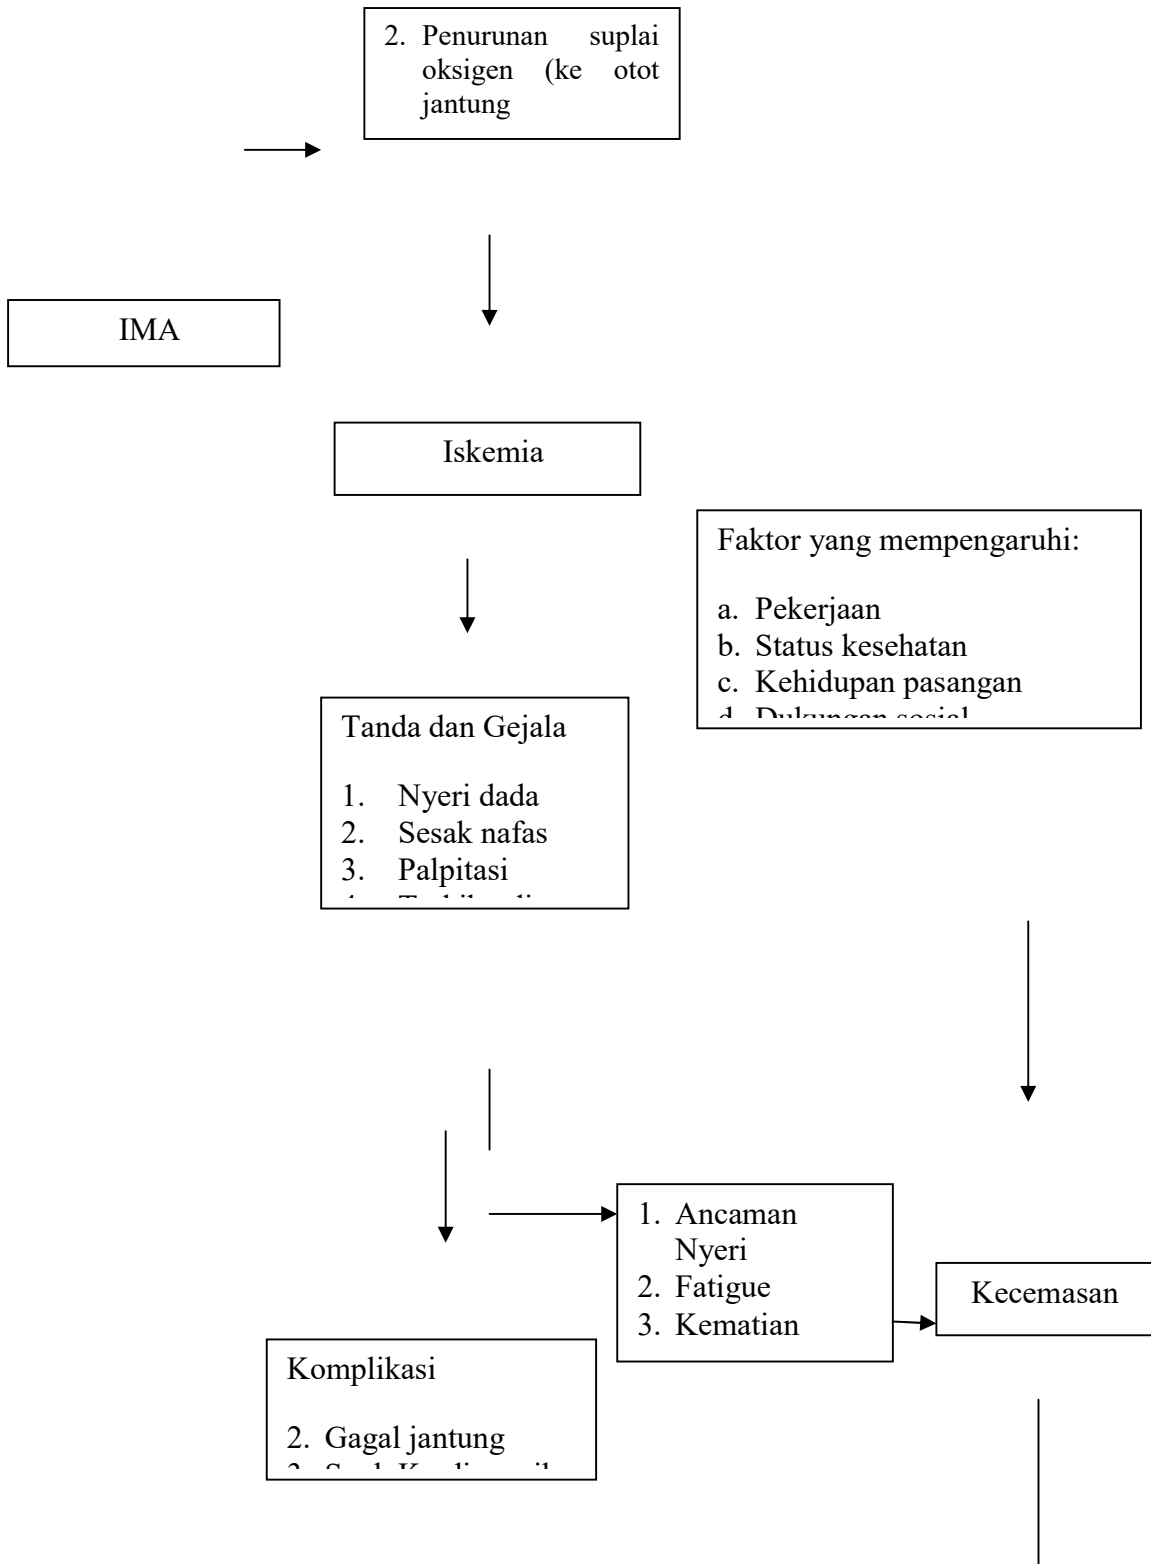 2. Penurunan suplai
oksigen (ke otot
jantung
IMA
Iskemia
Faktor yang mempengaruhi:
a. Pekerjaan
b. Status kesehatan
c. Kehidupan pasangan
d. Dukungan sosial
Tanda dan Gejala
1. Nyeri dada
2. Sesak nafas
3. Palpitasi
1. Ancaman
Nyeri
2. Fatigue
3. Kematian
Kecemasan
Komplikasi
2. Gagal jantung